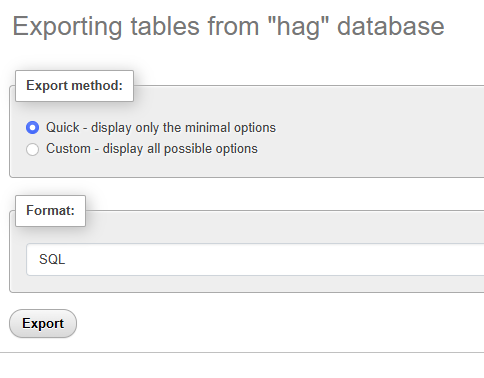 Exporting tables from "hag" database
Export method:
Quick - display only the minimal options
Custom - display all possible options
Format:
SQL
Export